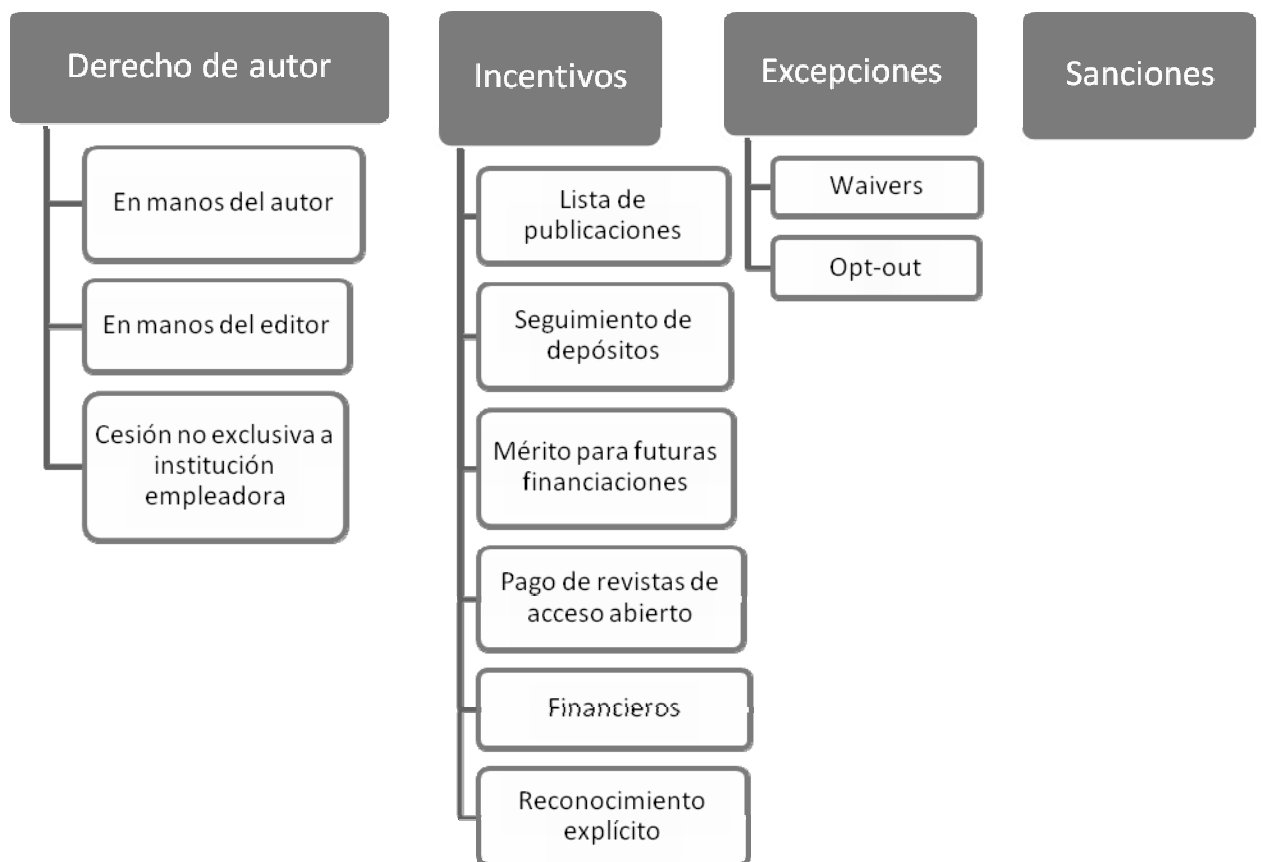 Derecho de autor
En manos del autor
En manos del editor
Cesión no exclusiva a
institución
empleadora
Incentivos
Lista de
publicaciones
Seguimiento de
depósitos
Mérito para futuras
financiaciones
Pago de revistas de
acceso abierto
Financieros
Reconocimiento
explícito
Excepciones
Waivers
Opt-out
Sanciones